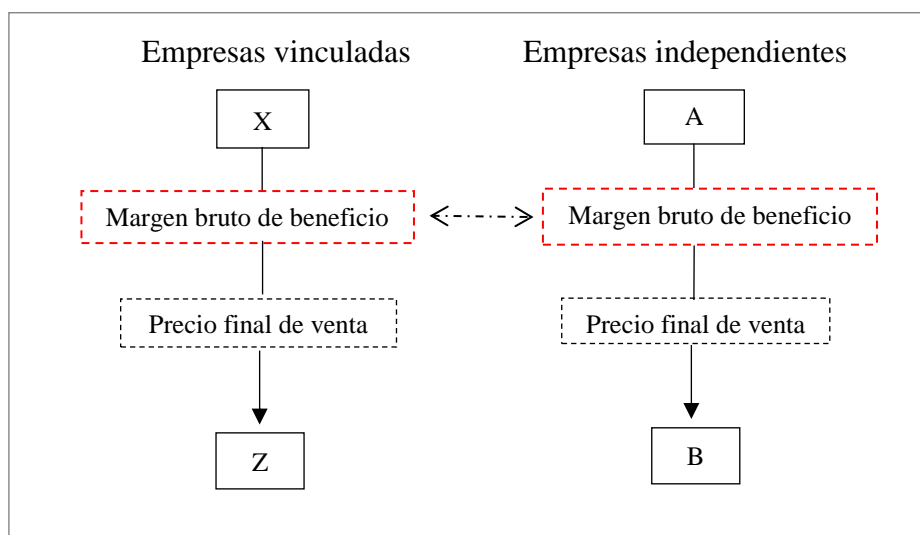 Empresas vinculadas
Empresas independientes
X
A
Margen bruto de beneficio
Margen bruto de beneficio
Precio final de venta
Precio final de venta
Z
B